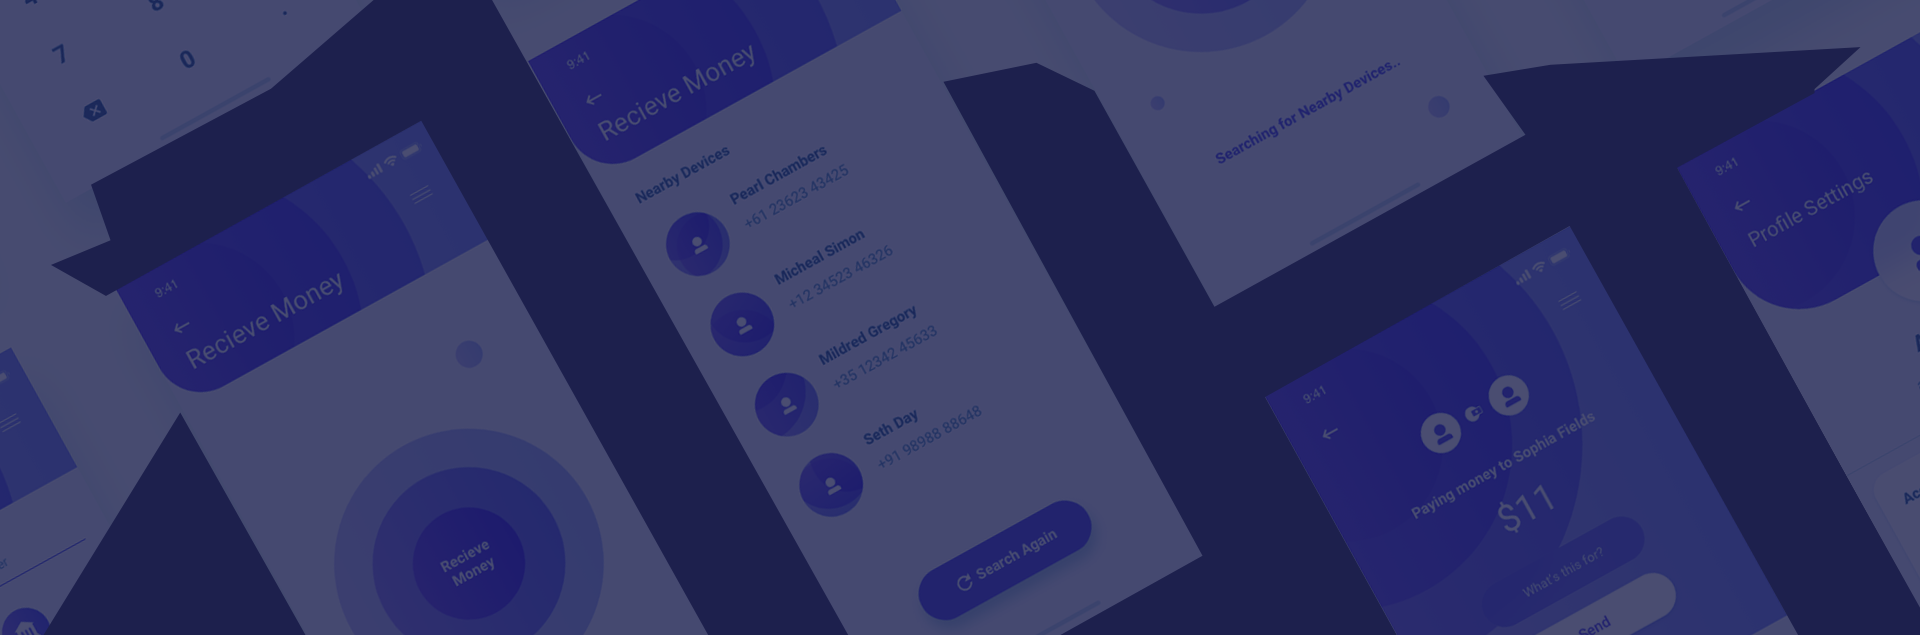 7
0
9:41
Recieve Money
Recieve
Money
9:41
Recieve Money
Nearby Devices
Pearl Chambers
+61 23623 43425
Micheal Simon
+12 34523 46326
Mildred Gregory
+35 12342 45633
Seth Day
+91 98988 88648
Search Again
Searching for Nearby Devices..
9:41
Paying money to Sophia Fields
$11
What's this for?
Send
9:41
Profile Settings